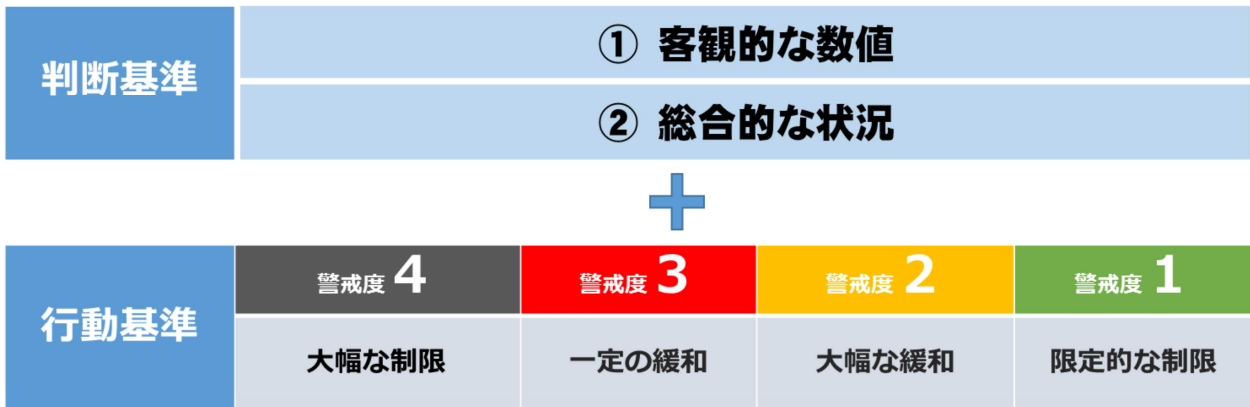 判断基準
① 客観的な数値
② 総合的な状況
+
行動基準
警戒度 4
警戒度 3
警戒度 2
警戒度 1
大幅な制限
一定の緩和
大幅な緩和
限定的な制限